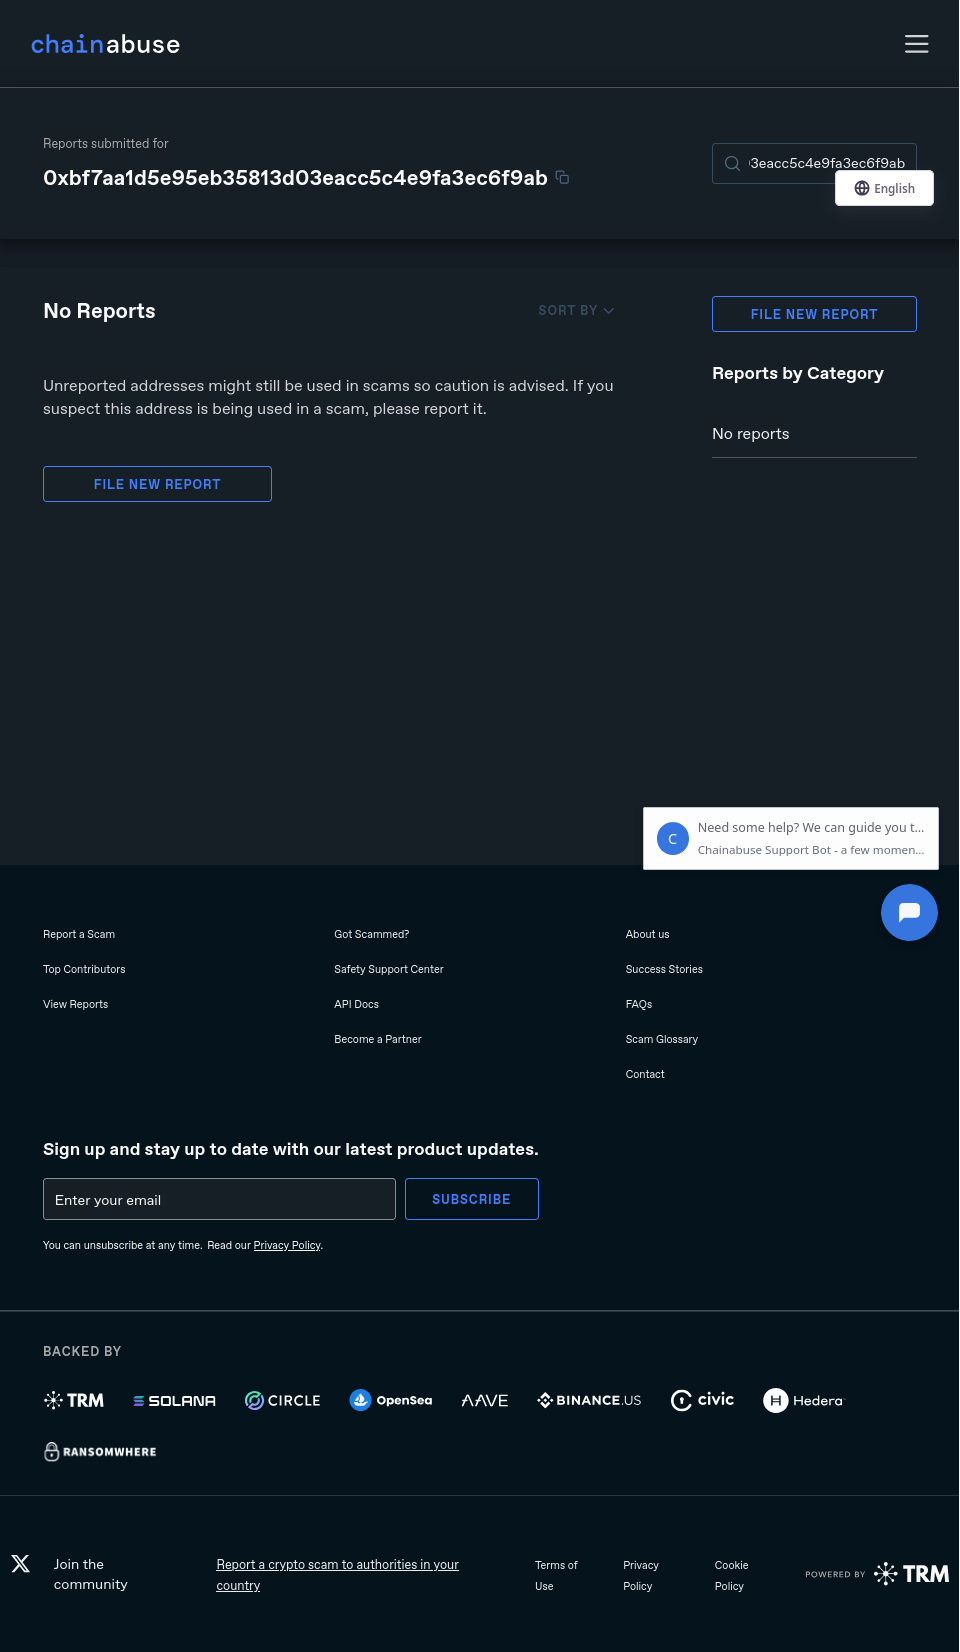 chainabuse
Reports submitted for
0xbf7aa1d5e95eb35813d03eacc5c4e9fa3ec6f9ab
3eacc5c4e9fa3ec6f9ab
English
No Reports
SORT BY
FILE NEW REPORT
Unreported addresses might still be used in scams so caution is advised. If you
suspect this address is being used in a scam, please report it.
FILE NEW REPORT
Reports by Category
No reports
C
Need some help? We can guide you t...
Chainabuse Support Bot - a few momen...
Report a Scam
Top Contributors
View Reports
Got Scammed?
Safety Support Center
API Docs
Become a Partner
About us
Success Stories
FAQs
Scam Glossary
Contact
Sign up and stay up to date with our latest product updates.
Enter your email
SUBSCRIBE
You can unsubscribe at any time. Read our Privacy Policy.
BACKED BY
TRM
SOLANA
CIRCLE
OpenSea
AAVE
BINANCE.US
CIVIC
H Hedera
RANSOMWHERE
X
Join the
community
Report a crypto scam to authorities in your
country
Terms of
Use
Privacy
Policy
Cookie
Policy
POWERED BY
TRM